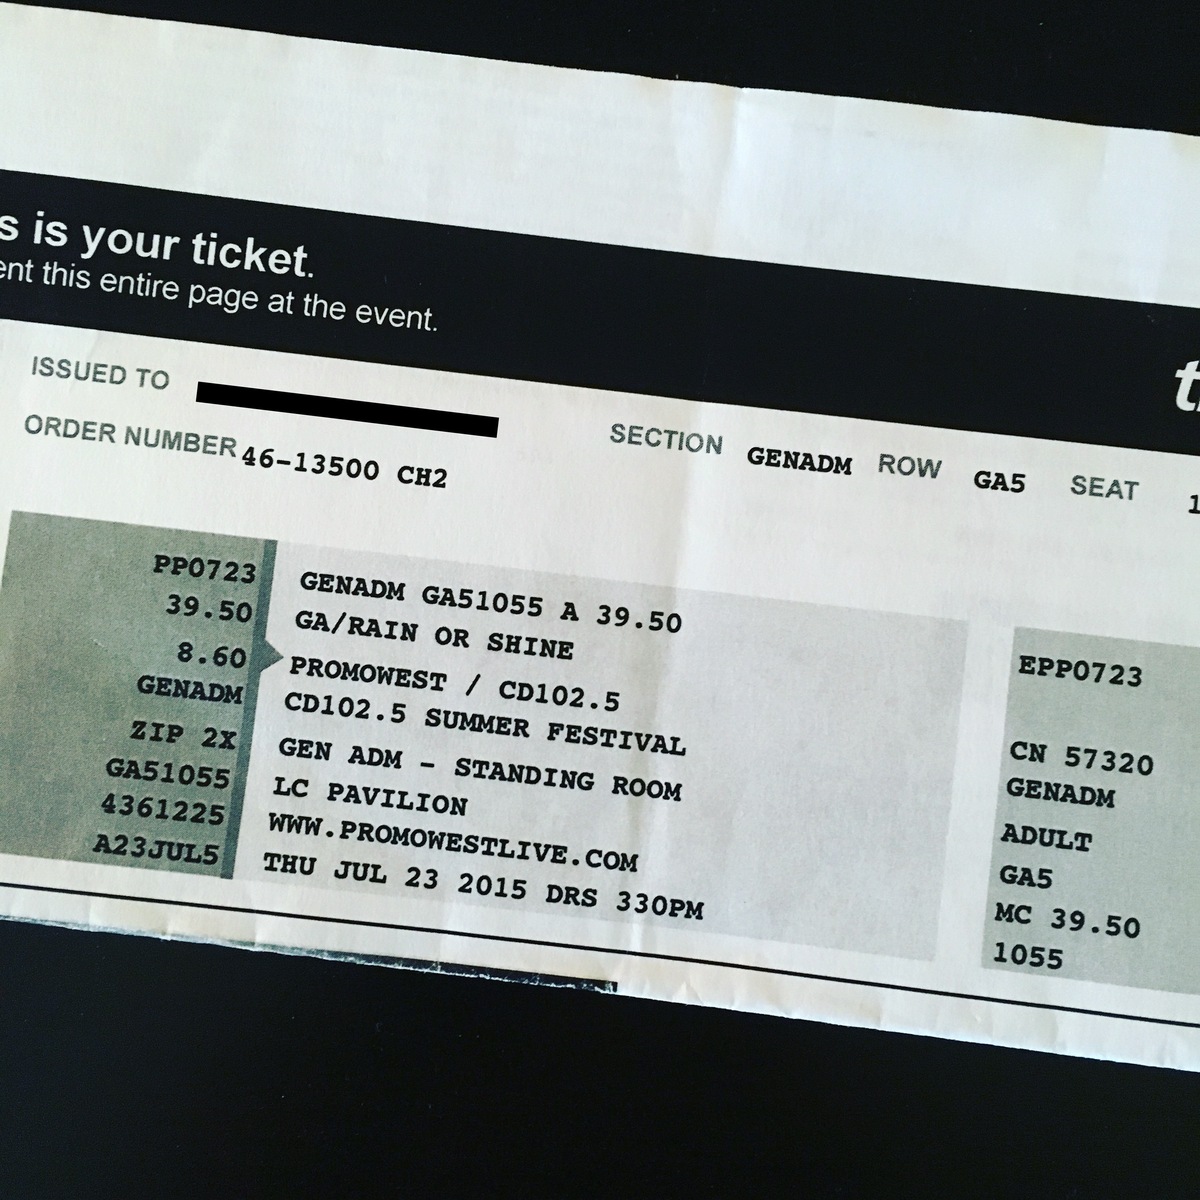 s is your ticket.
ent this entire page at the event.
ISSUED TO
ORDER NUMBER 46-13500 CH2
SECTION GENADM ROW GA5 SEAT 1
PP0723
39.50
8.60
GENADM
ZIP 2X
GA51055
4361225
A23JUL5
GENADM GA51055 A 39.50
GA/RAIN OR SHINE
PROMOWEST / CD102.5
CD102.5 SUMMER FESTIVAL
GEN ADM - STANDING ROOM
LC PAVILION
WWW.PROMOWESTLIVE.COM
THU JUL 23 2015 DRS 330PM
EPP0723
CN 57320
GENADM
ADULT
GA5
MC 39.50
1055